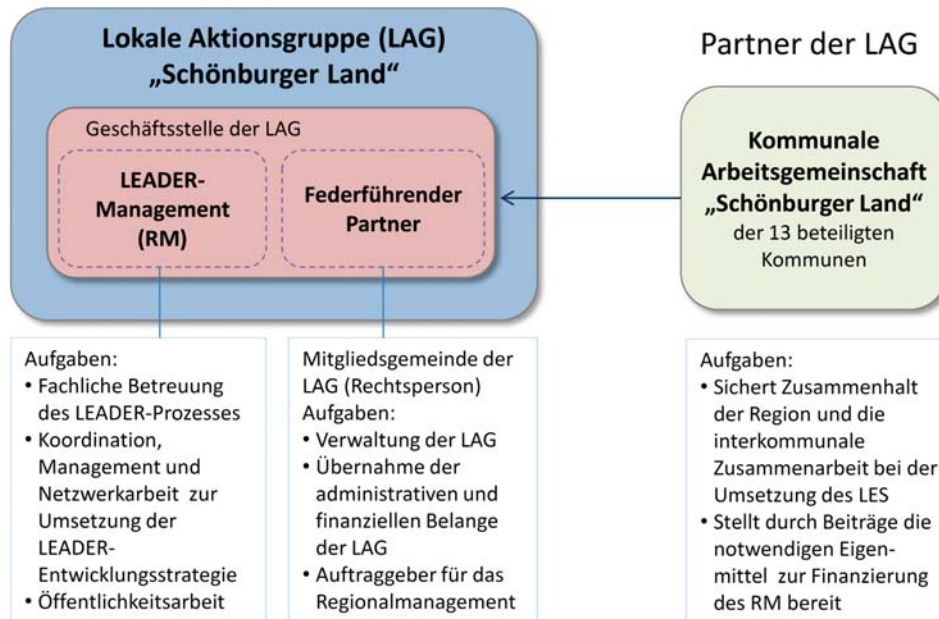 Lokale Aktionsgruppe (LAG)
„Schönburger Land“
Geschäftsstelle der LAG
LEADER-
Management
(RM)
Federführender
Partner
Partner der LAG
Kommunale
Arbeitsgemeinschaft
„Schönburger Land“
der 13 beteiligten
Kommunen
Aufgaben:
• Fachliche Betreuung
des LEADER-Prozesses
• Koordination,
Management und
Netzwerkarbeit zur
Umsetzung der
LEADER-
Entwicklungsstrategie
• Öffentlichkeitsarbeit
Mitgliedsgemeinde der
LAG (Rechtsperson)
Aufgaben:
• Verwaltung der LAG
• Übernahme der
administrativen und
finanziellen Belange
der LAG
• Auftraggeber für das
Regionalmanagement
Aufgaben:
• Sichert Zusammenhalt
der Region und die
interkommunale
Zusammenarbeit bei der
Umsetzung des LES
• Stellt durch Beiträge die
notwendigen Eigen-
mittel zur Finanzierung
des RM bereit